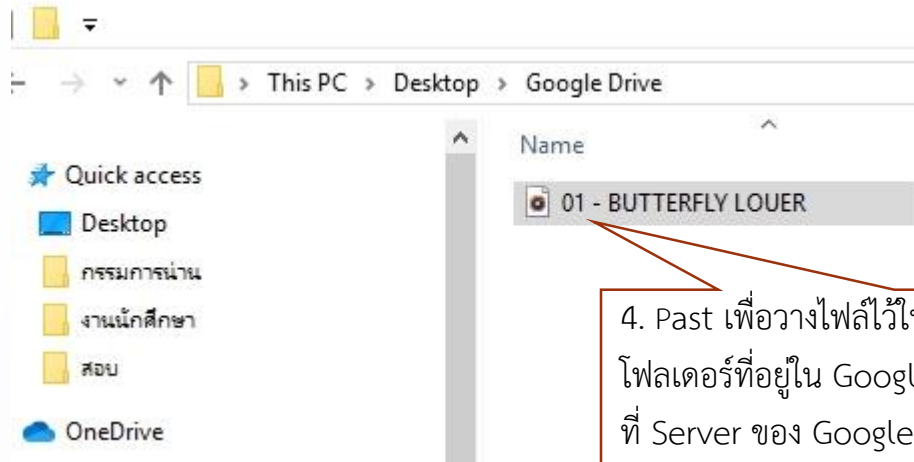 This PC > Desktop > Google Drive
Name
Quick access
01 - BUTTERFLY LOUER
Desktop
กรรมการน่าน
งานนักศึกษา
สอบ
OneDrive
4. Past เพื่อวางไฟล์ไว้ใ
โฟลเดอร์ที่อยู่ใน Googl
ที่ Server ของ Google